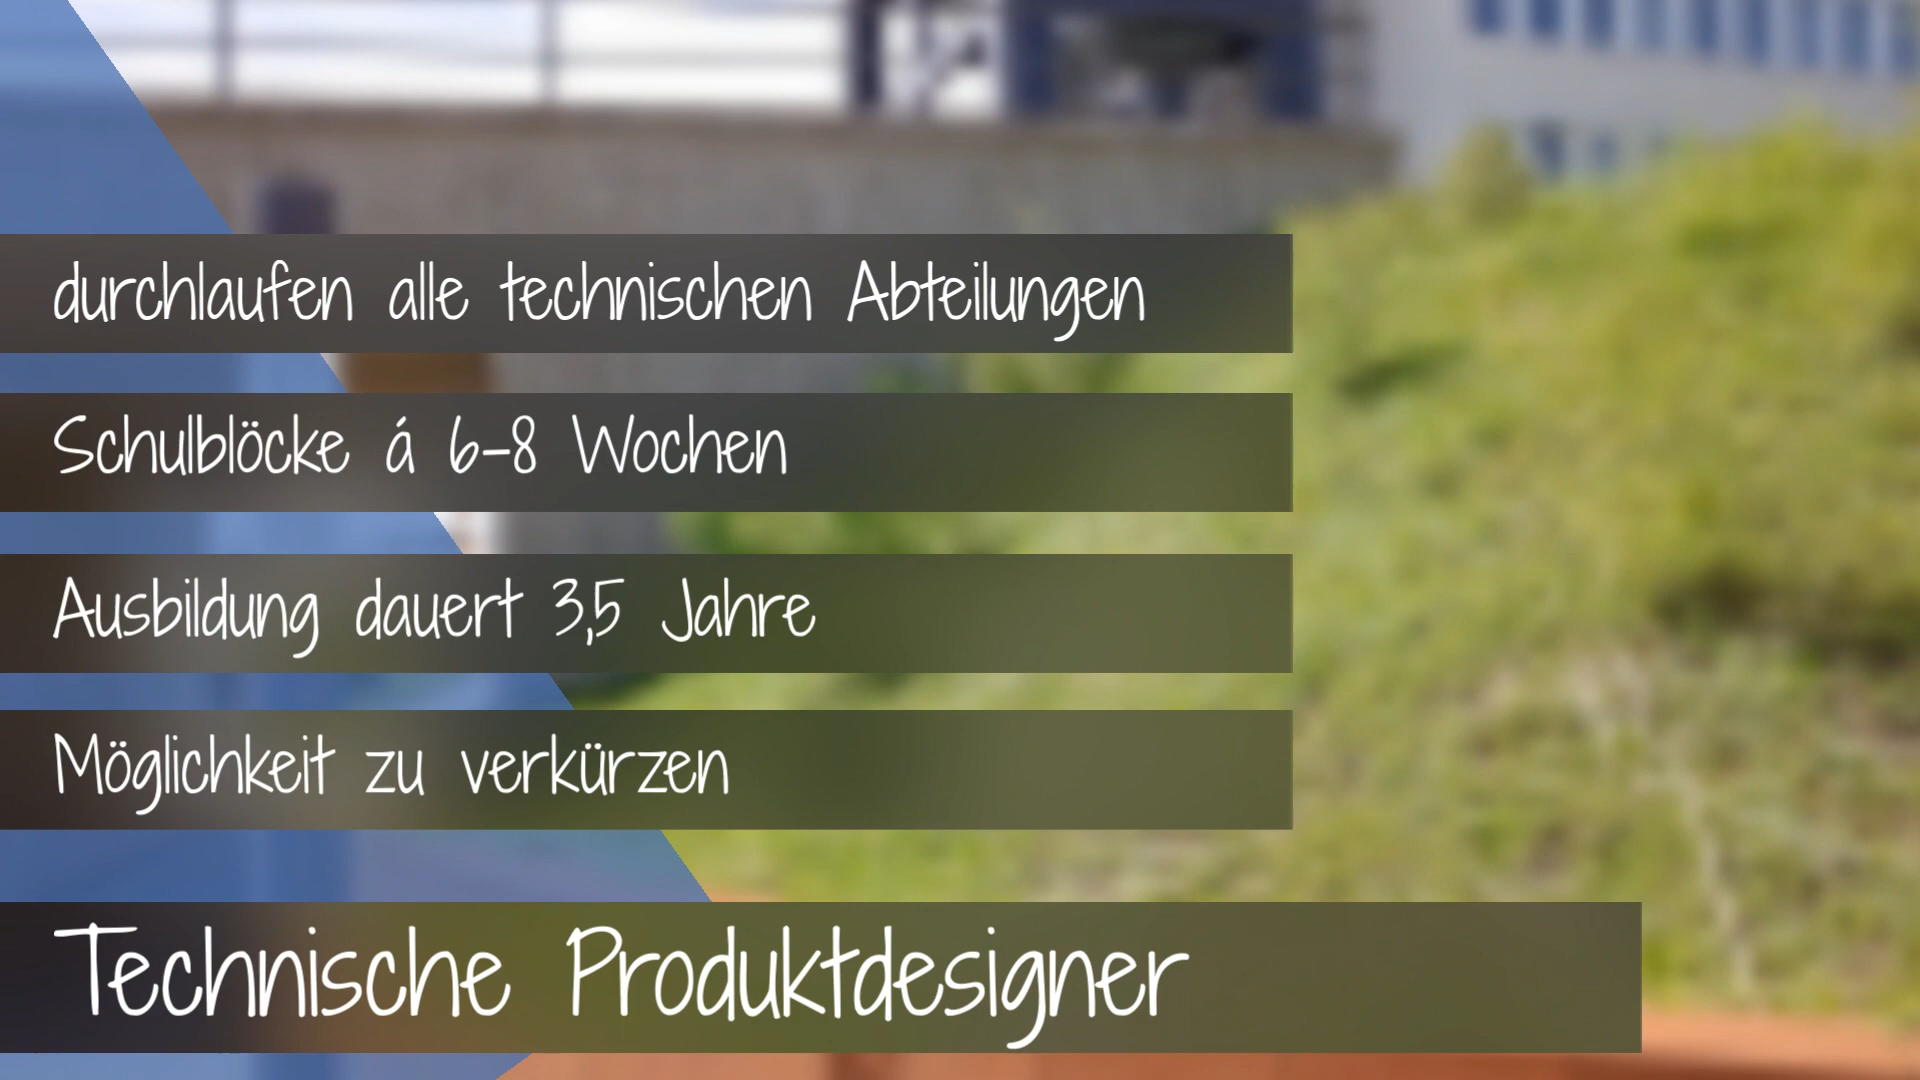 durchlaufen alle technischen Abteilungen
Schulblöcke á 6-8 Wochen
Ausbildung dauert 3,5 Jahre
Möglichkeit zu verkürzen
Technische Produktdesigner